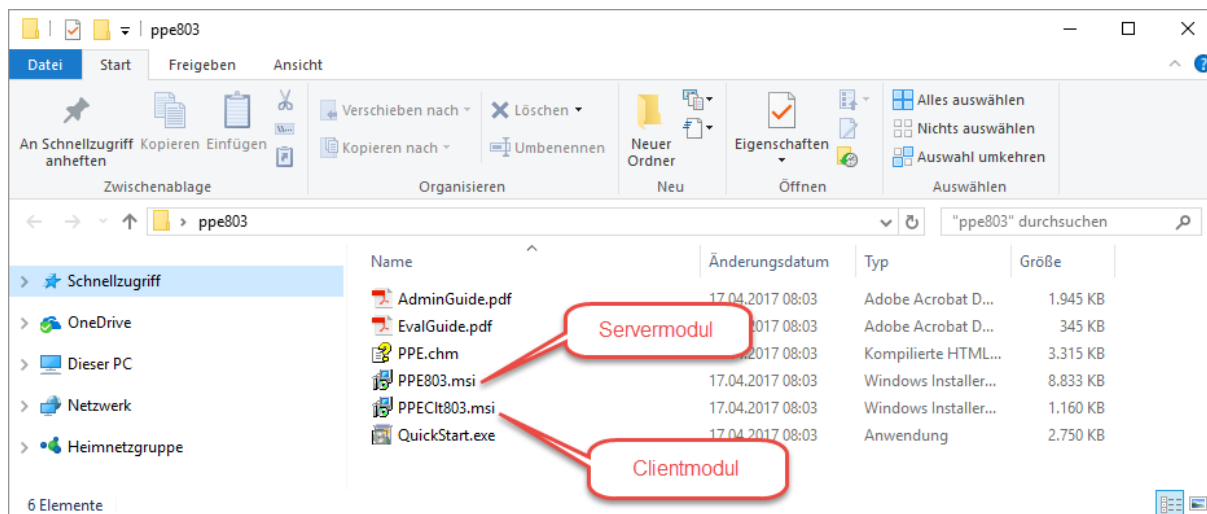 ppe803
Datei Start Freigeben Ansicht
An Schnellzugriff anheften
Kopieren
Einfügen
Zwischenablage
Verschieben nach
Kopieren nach
Löschen
Umbenennen
Organisieren
Neuer
Ordner
Neu
Eigenschaften
Öffnen
Alles auswählen
Nichts auswählen
Auswahl umkehren
Auswählen
ppe803
"ppe803" durchsuchen
Schnellzugriff
OneDrive
Dieser PC
Netzwerk
Heimnetzgruppe
Name Änderungsdatum Typ Größe
AdminGuide.pdf 17.04.2017 08:03 Adobe Acrobat D... 1.945 KB
EvalGuide.pdf 2017 08:03 Adobe Acrobat D... 345 KB
PPE.chm 2017 08:03 Kompilierte HTML... 3.315 KB
PPE803.msi 17.04.2017 08:03 Windows Installer... 8.833 KB
PPEClt803.msi 17.04.2017 08:03 Windows Installer... 1.160 KB
QuickStart.exe 17.04.2017 08:03 Anwendung 2.750 KB
Servermodul
Clientmodul
6 Elemente